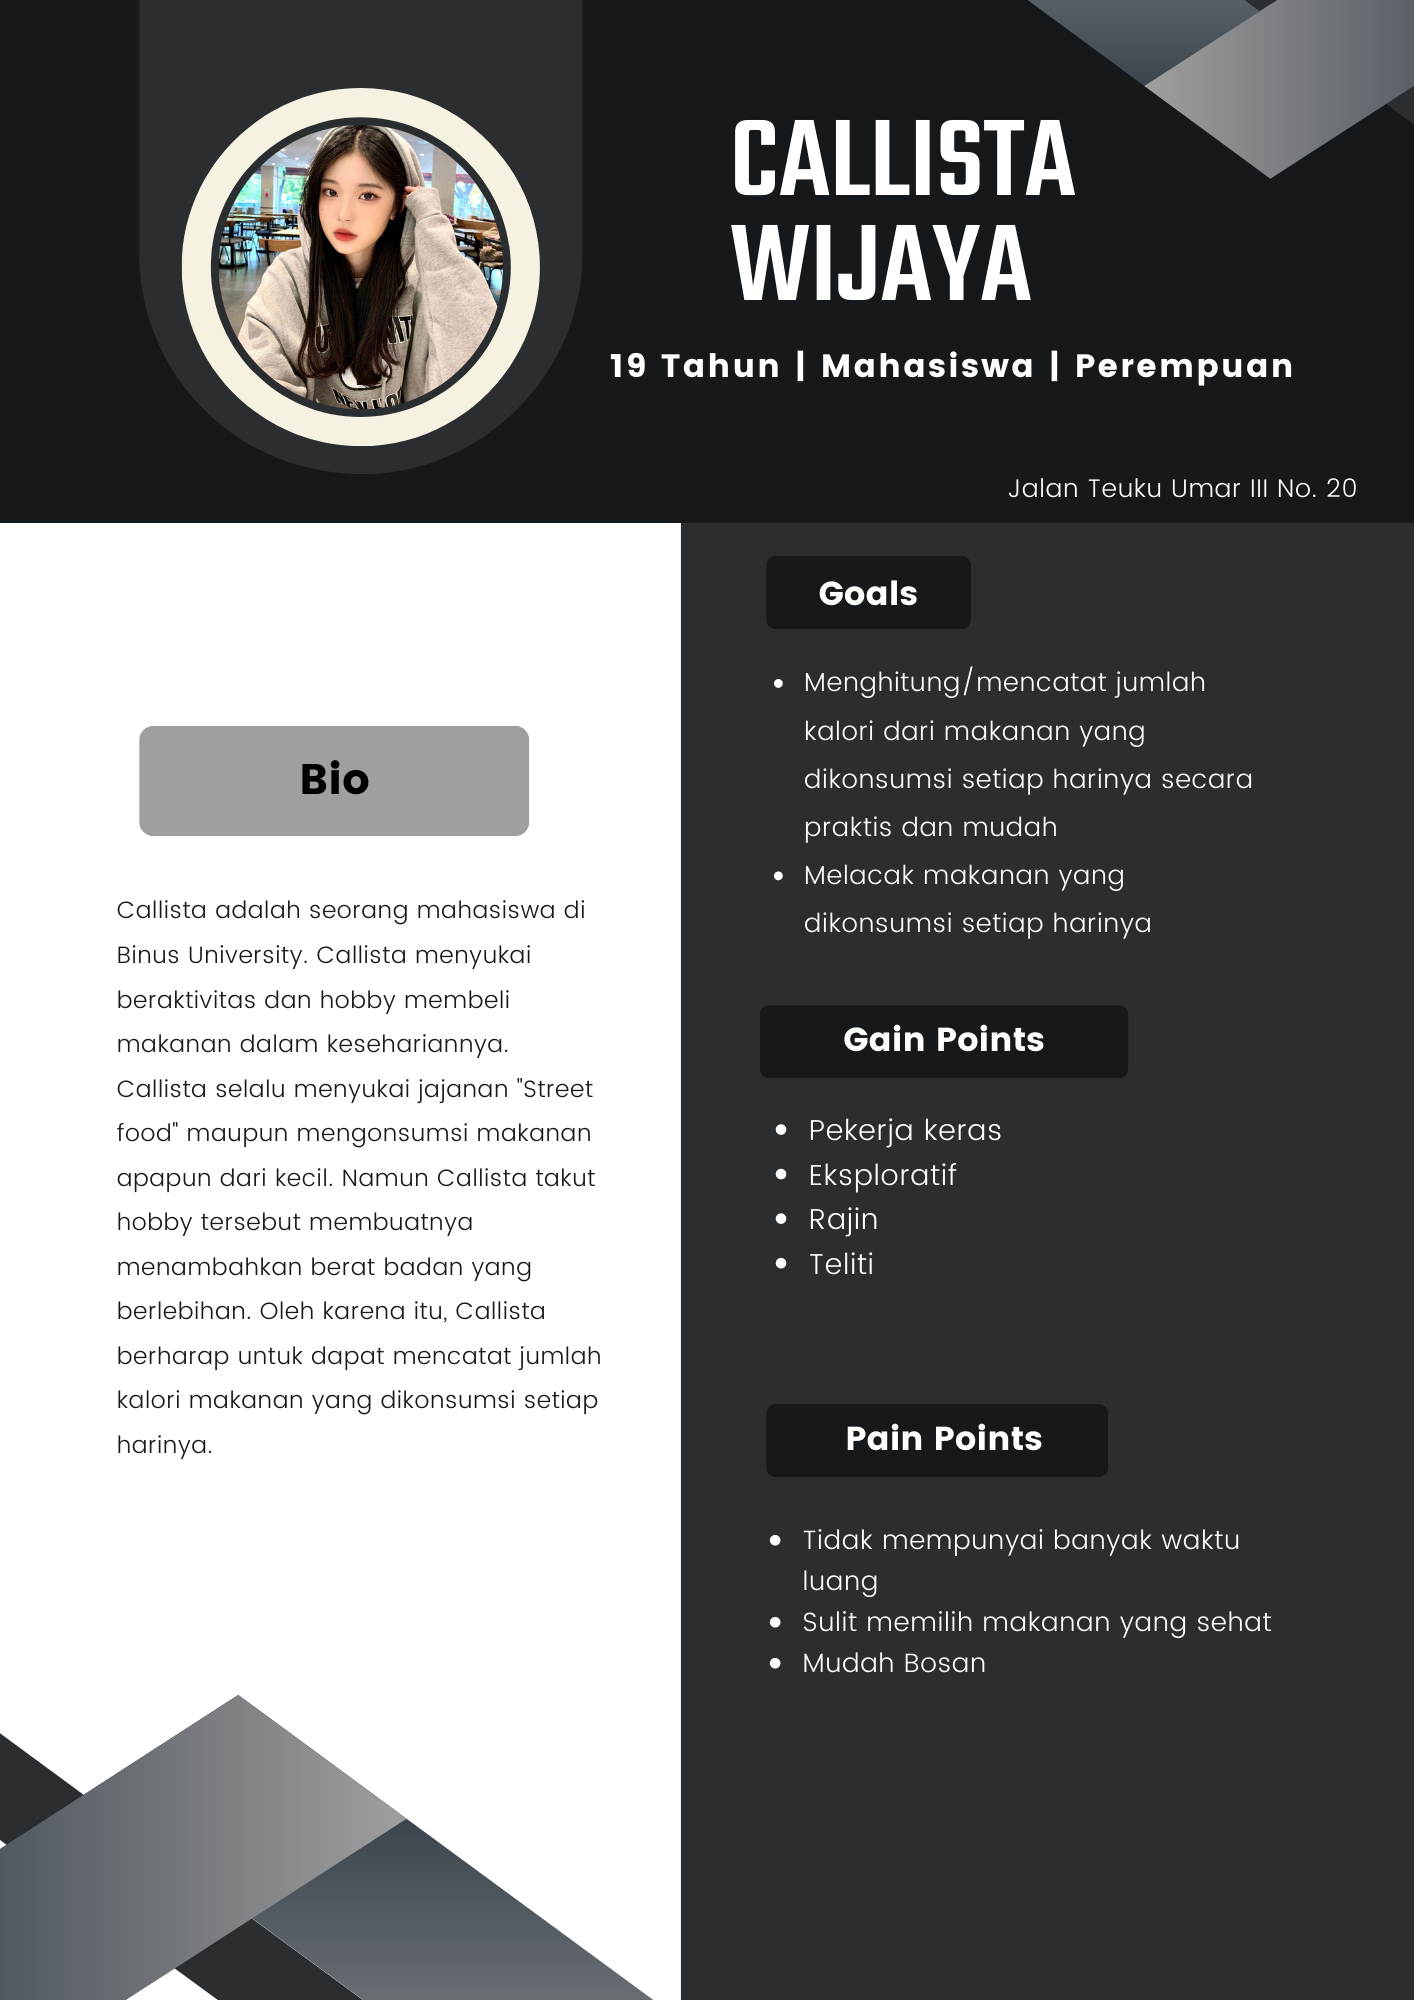 CALLISTA
WIJAYA
19 Tahun | Mahasiswa | Perempuan
Jalan Teuku Umar III No. 20
Bio
Callista adalah seorang mahasiswa di
Binus University. Callista menyukai
beraktivitas dan hobby membeli
makanan dalam kesehariannya.
Callista selalu menyukai jajanan "Street
food" maupun mengonsumsi makanan
apapun dari kecil. Namun Callista takut
hobby tersebut membuatnya
menambahkan berat badan yang
berlebihan. Oleh karena itu, Callista
berharap untuk dapat mencatat jumlah
kalori makanan yang dikonsumsi setiap
harinya.
Goals
• Menghitung/mencatat jumlah
kalori dari makanan yang
dikonsumsi setiap harinya secara
praktis dan mudah
• Melacak makanan yang
dikonsumsi setiap harinya
Gain Points
• Pekerja keras
• Eksploratif
• Rajin
• Teliti
Pain Points
• Tidak mempunyai banyak waktu
luang
• Sulit memilih makanan yang sehat
• Mudah Bosan